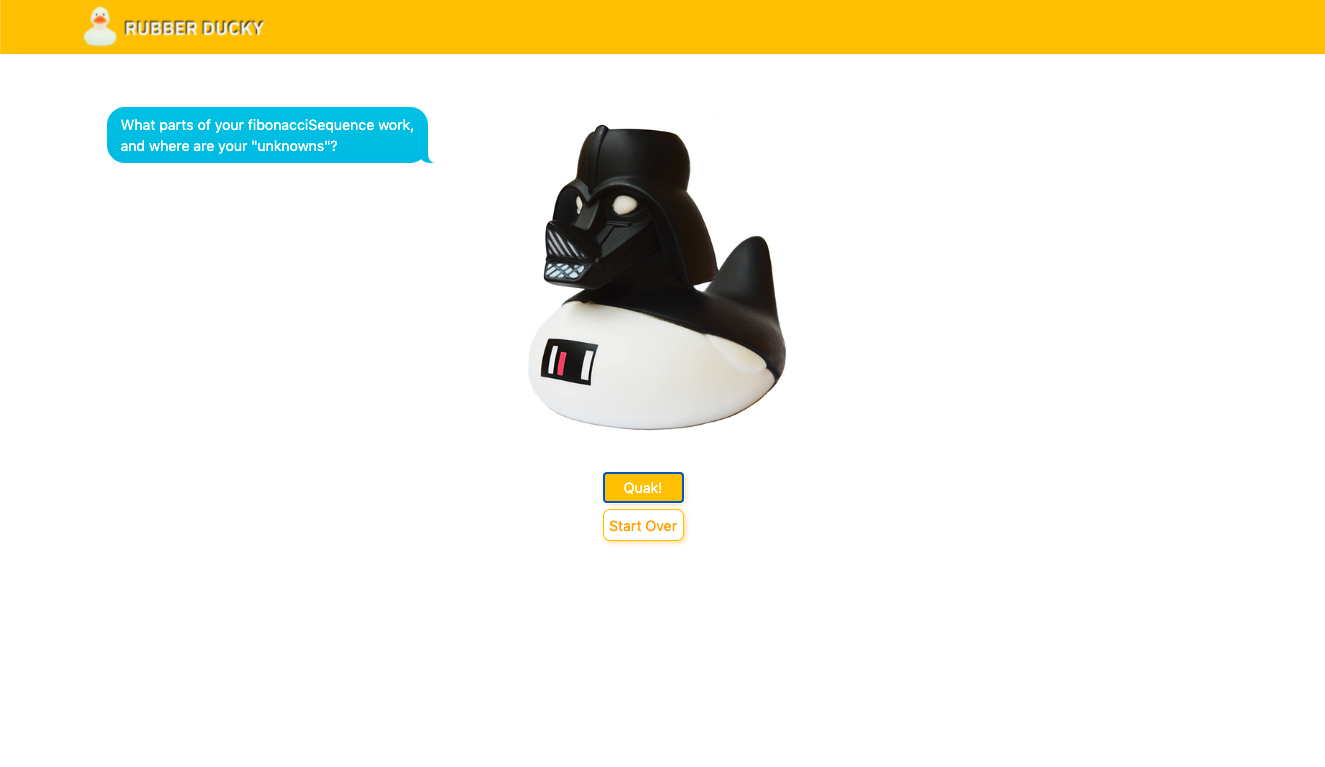 RUBBER DUCKY
What parts of your fibonacciSequence work,
and where are your "unknowns"?
Quak!
Start Over